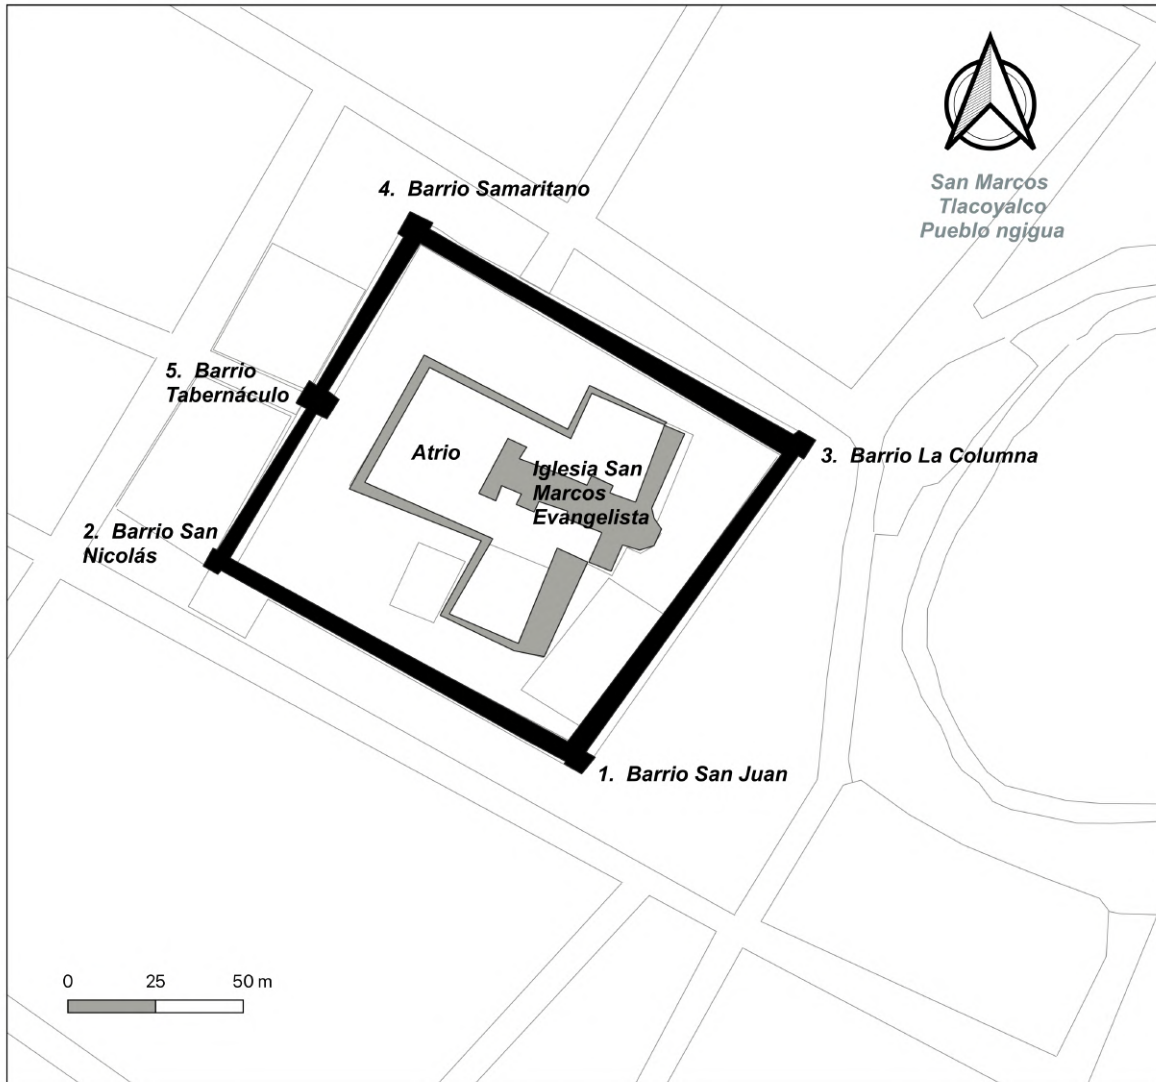 San Marcos
Tlacoyalco
Pueblo ngigua
4. Barrio Samaritano
5. Barrio
Tabernáculo
Atrio
Iglesia San
Marcos
Evangelista
3. Barrio La Columna
2. Barrio San
Nicolás
1. Barrio San Juan
0 25 50 m